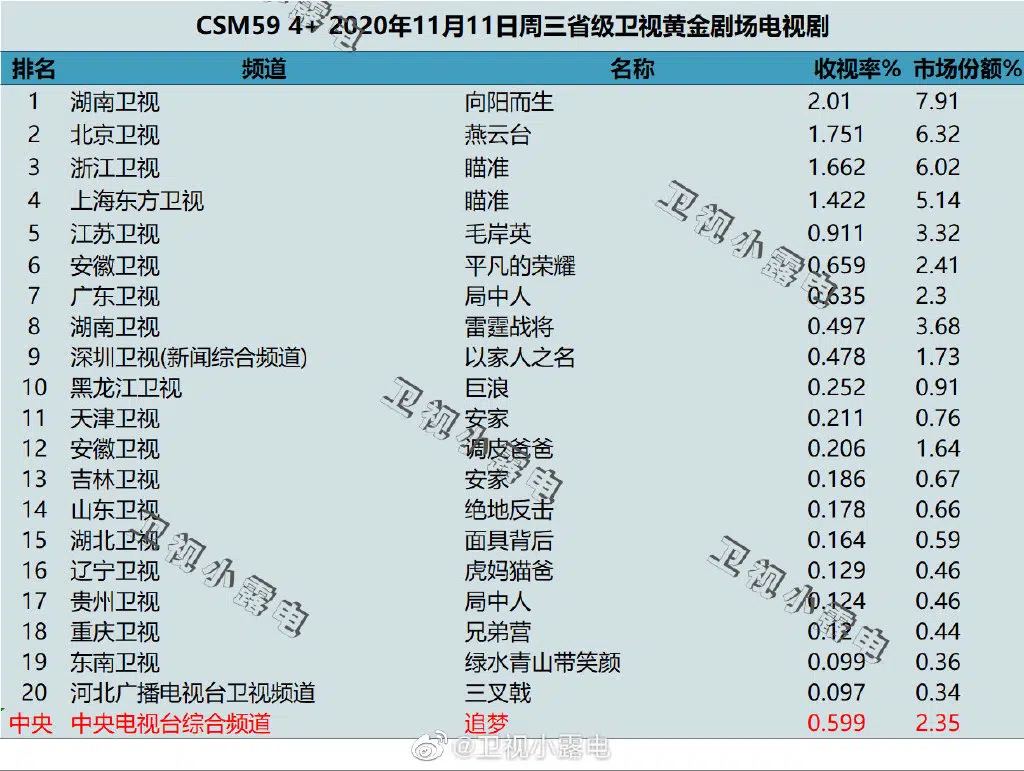 CSM59 4+ 2020年11月11日周三省级卫视黄金剧场电视剧
排名 频道 名称 收视率% 市场份额%
1 湖南卫视 向阳而生 2.01 7.91
2 北京卫视 燕云台 1.751 6.32
3 浙江卫视 瞄准 1.662 6.02
4 上海东方卫视 瞄准 1.422 5.14
5 江苏卫视 毛岸英 0.911 3.32
6 安徽卫视 平凡的荣耀 0.659 2.41
7 广东卫视 局中人 0.635 2.3
8 湖南卫视 雷霆战将 0.497 3.68
9 深圳卫视(新闻综合频道) 以家人之名 0.478 1.73
10 黑龙江卫视 巨浪 0.252 0.91
11 天津卫视 安家 0.211 0.76
12 安徽卫视 调皮爸爸 0.206 1.64
13 吉林卫视 安家 0.186 0.67
14 山东卫视 绝地反击 0.178 0.66
15 湖北卫视 面具背后 0.164 0.59
16 辽宁卫视 虎妈猫爸 0.129 0.46
17 贵州卫视 局中人 0.124 0.46
18 重庆卫视 兄弟营 0.12 0.44
19 东南卫视 绿水青山带笑颜 0.099 0.36
20 河北广播电视台卫视频道 三叉戟 0.097 0.34
中央 中央电视台综合频道 追梦 0.599 2.35
卫视小露电
卫视小露电
卫视小露电
卫视小露电
@卫视小露电